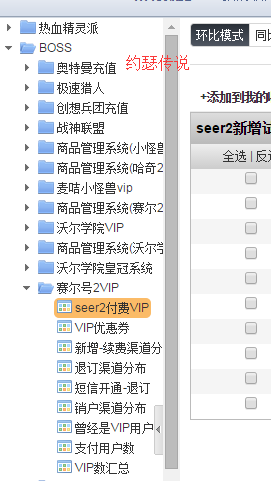 热血精灵派
BOSS
奥特曼充值
约瑟传说
极速猎人
创想兵团充值
战神联盟
商品管理系统(小怪兽
商品管理系统(哈奇2
麦咭小怪兽vip
商品管理系统(赛尔2
沃尔学院VIP
商品管理系统(沃尔学
沃尔学院皇冠系统
赛尔号2VIP
seer2付费VIP
VIP优惠券
新增-续费渠道分
退订渠道分布
短信开通-退订
销户渠道分布
曾经是VIP用户
支付用户数
VIP数汇总
环比模式
同比
+添加到我的收
seer2新增试
全选 | 反选